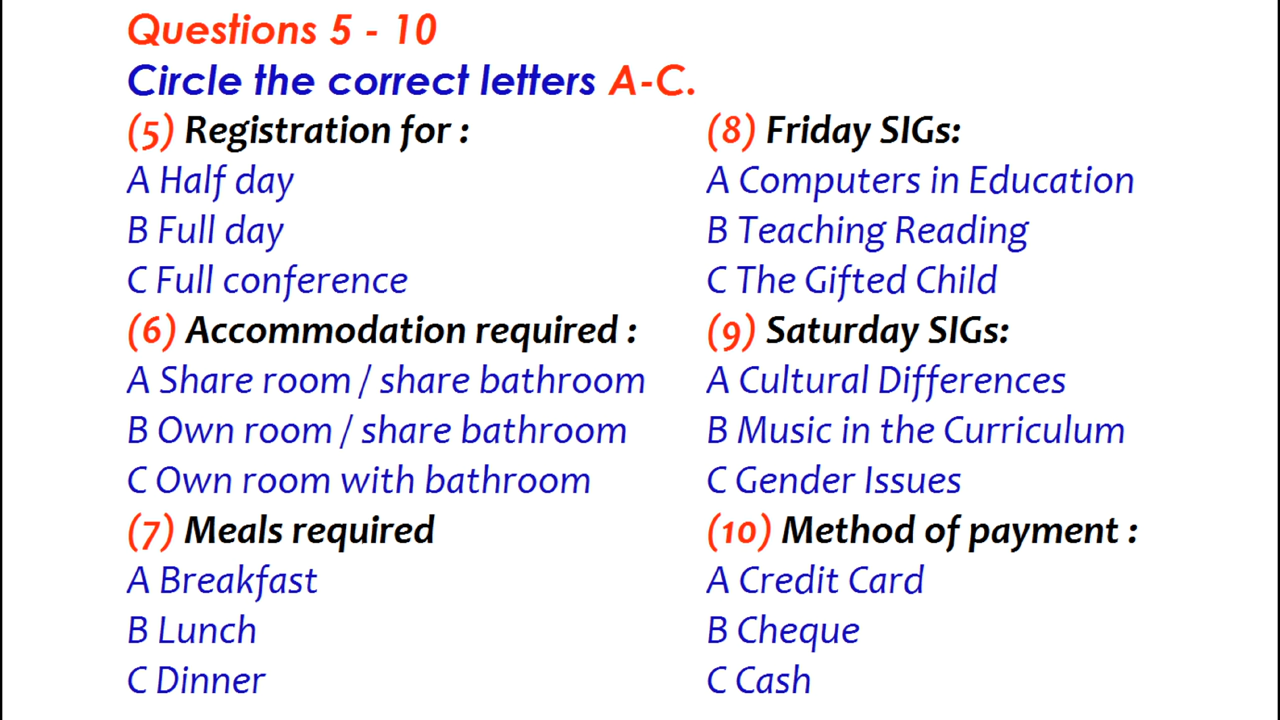 Questions 5 - 10
Circle the correct letters A-C.
(5) Registration for :
A Half day
B Full day
C Full conference
(6) Accommodation required :
A Share room / share bathroom
B Own room / share bathroom
C Own room with bathroom
(7) Meals required
A Breakfast
B Lunch
C Dinner
(8) Friday SIGs:
A Computers in Education
B Teaching Reading
C The Gifted Child
(9) Saturday SIGs:
A Cultural Differences
B Music in the Curriculum
C Gender Issues
(10) Method of payment :
A Credit Card
B Cheque
C Cash